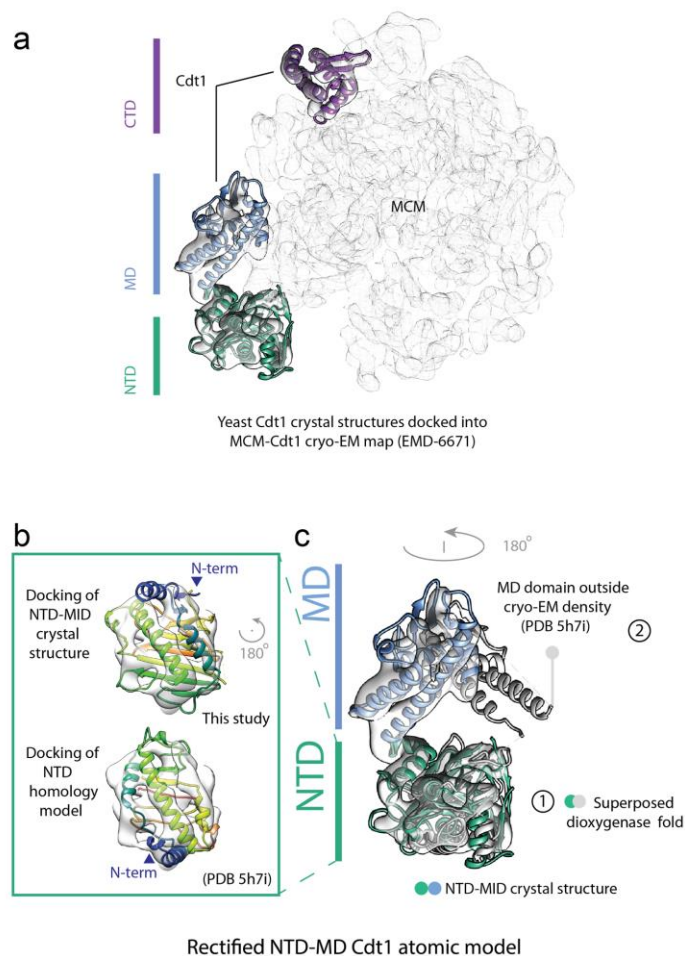 a
Cdt1
CTD
MCM
MD
NTD
Yeast Cdt1 crystal structures docked into
MCM-Cdt1 cryo-EM map (EMD-6671)
b
N-term
Docking of
NTD-MID
crystal
structure
180°
This study
Docking of
NTD
homology
model
N-term
(PDB 5h7i)
c
180°
MD
MD domain outside
cryo-EM density
(PDB 5h7i)
2
NTD
1
Superposed
dioxygenase
fold
NTD-MID crystal structure
Rectified NTD-MD Cdt1 atomic model